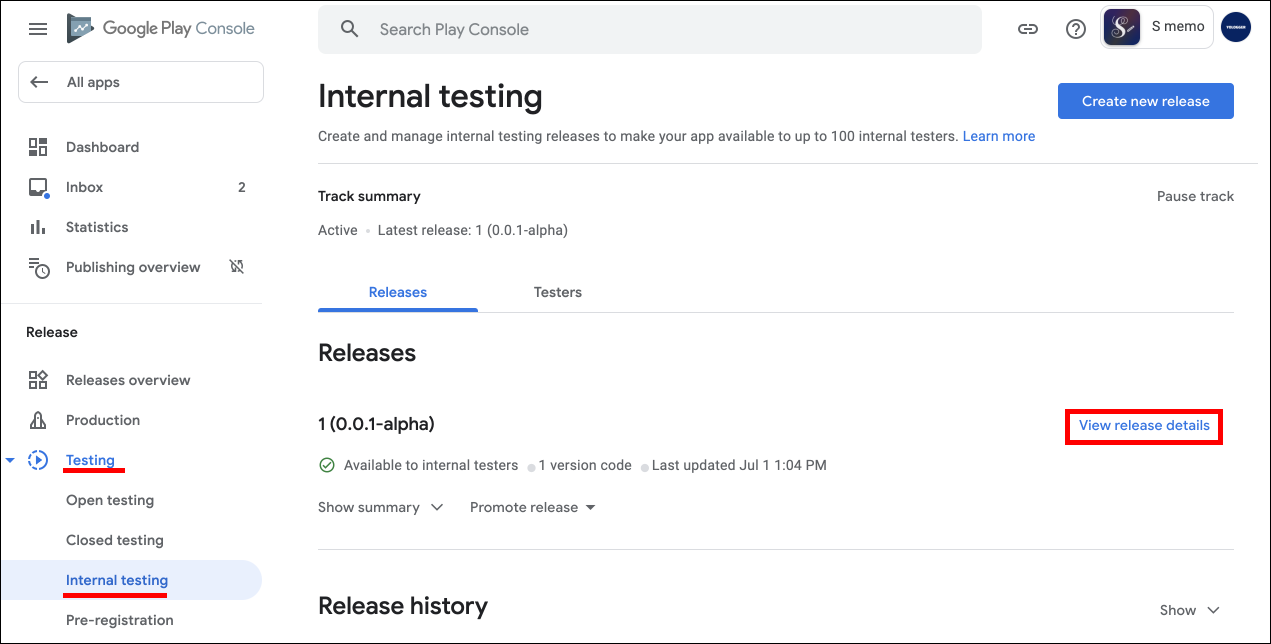 Google Play Console
Search Play Console
S memo
All apps
Dashboard
Inbox 2
Statistics
Publishing overview
Release
Releases overview
Production
Testing
Open testing
Closed testing
Internal testing
Pre-registration
Internal testing
Create new release
Create and manage internal testing releases to make your app available to up to 100 internal testers. Learn more
Track summary
Pause track
Active • Latest release: 1 (0.0.1-alpha)
Releases Testers
Releases
1 (0.0.1-alpha)
View release details
Available to internal testers • 1 version code • Last updated Jul 1 1:04 PM
Show summary Promote release
Release history
Show